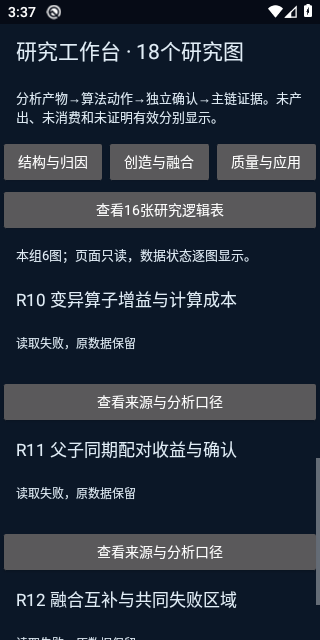 3:37
研究工作台 · 18个研究图
分析产物→算法动作→独立确认→主链证据。未产
出、未消费和未证明有效分别显示。
结构与归因
创造与融合
质量与应用
查看16张研究逻辑表
本组6图；页面只读，数据状态逐图显示。
R10 变异算子增益与计算成本
读取失败，原数据保留
查看来源与分析口径
R11 父子同期配对收益与确认
读取失败，原数据保留
查看来源与分析口径
R12 融合互补与共同失败区域